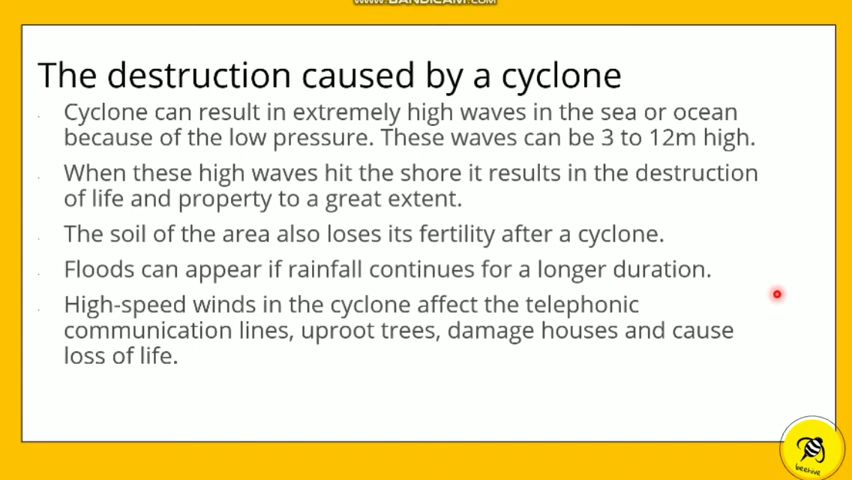 WWW.BANDICAM.COM
The destruction caused by a cyclone
Cyclone can result in extremely high waves in the sea or ocean
because of the low pressure. These waves can be 3 to 12m high.
When these high waves hit the shore it results in the destruction
of life and property to a great extent.
The soil of the area also loses its fertility after a cyclone.
Floods can appear if rainfall continues for a longer duration.
High-speed winds in the cyclone affect the telephonic
communication lines, uproot trees, damage houses and cause
loss of life.
beehive